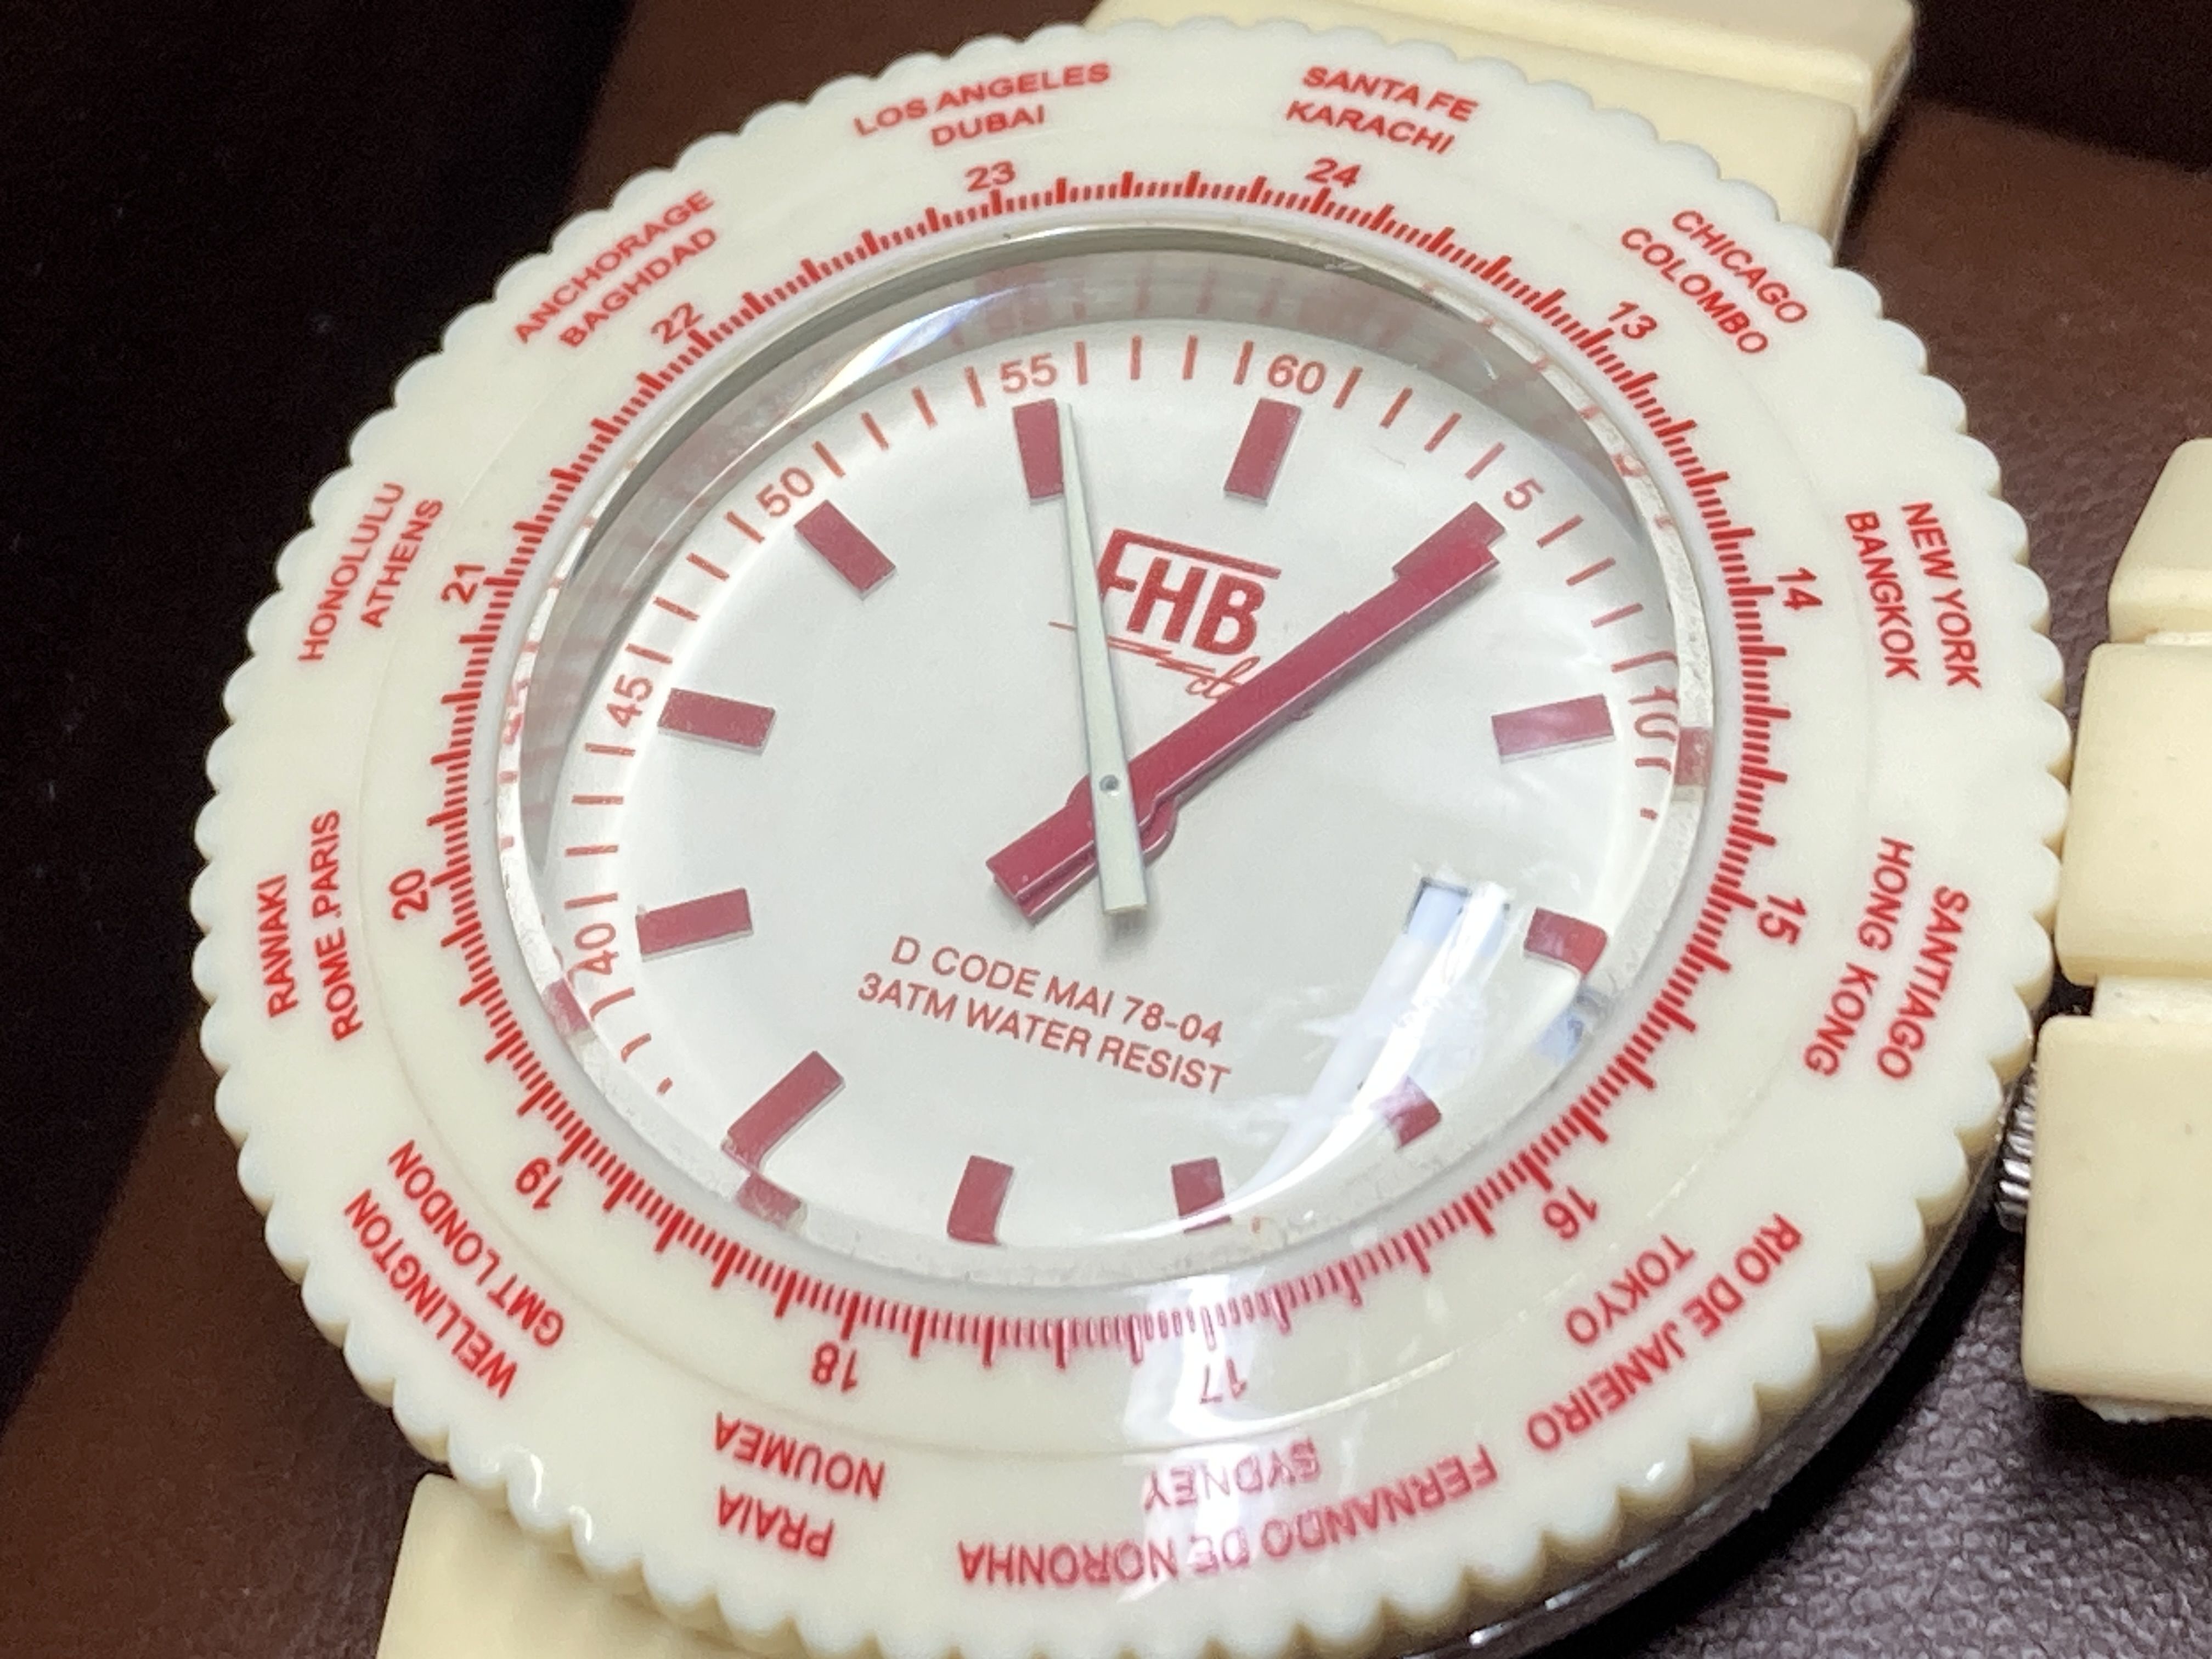 LOS ANGELES
DUBAI
SANTA FE
KARACHI
CHICAGO
COLOMBO
NEW YORK
BANGKOK
SANTIAGO
HONG KONG
RIO DE JANEIRO
TOKYO
FERNANDO DE NORONHA
SYDNEY
PRAIA
NOUMEA
WELLINGTON
GMT LONDON
RAWAKI
ROME.PARIS
HONOLULU
ATHENS
ANCHORAGE
BAGHDAD
23
24
13
14
15
16
17
18
19
20
21
22
55
60
5
10
40
45
50
FHB
D CODE MAI 78-04
3ATM WATER RESIST